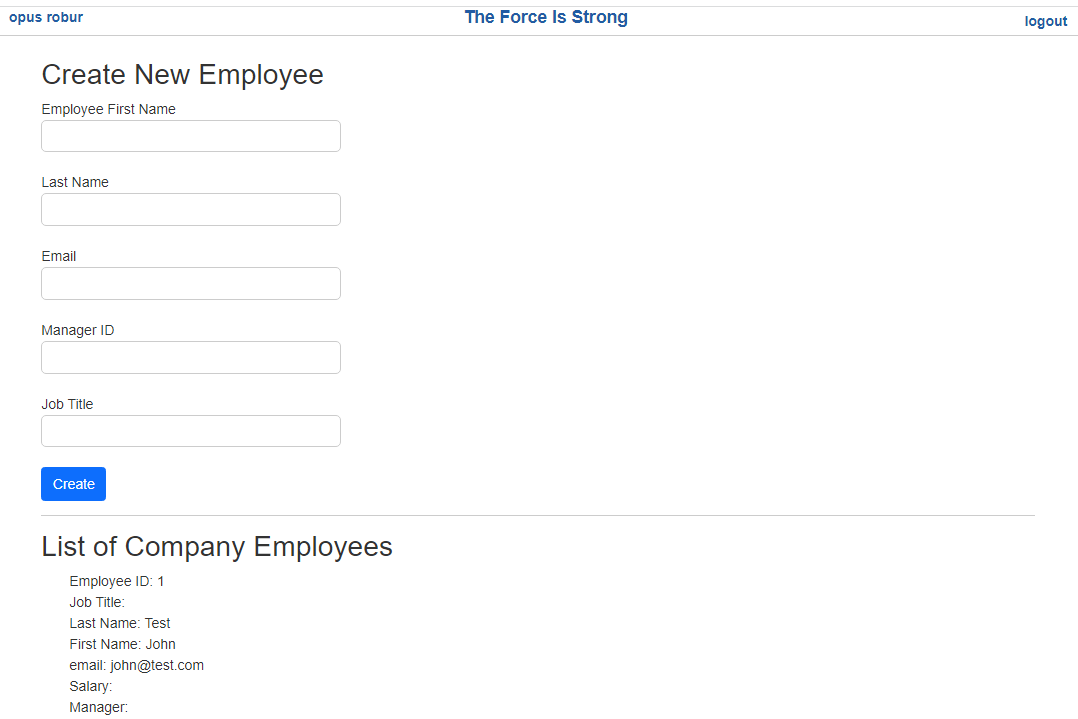 opus robur
The Force Is Strong
logout
Create New Employee
Employee First Name
Last Name
Email
Manager ID
Job Title
Create
List of Company Employees
Employee ID: 1
Job Title:
Last Name: Test
First Name: John
email: john@test.com
Salary:
Manager: